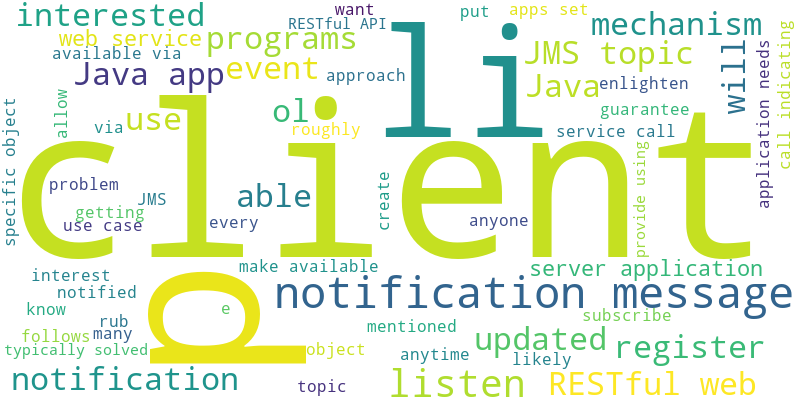 interested
want
RESTful API
put
apps set
mechanism
web service
programs
available via
Java app
event
approach
JMS topic
Java
enlighten
will
li
call indicating
application needs
allow
via
use
ol
roughly
guarantee
service call
client
specific object
problem
JMS
getting
use case
able
every
create
anyone
provide using
make available
server application
interest
notified
p
notification message
know
rub
many
e
subscribe
mentioned
updated
register
follows
typically solved
object
anytime
likely
notification
topic
listen
RESTful web